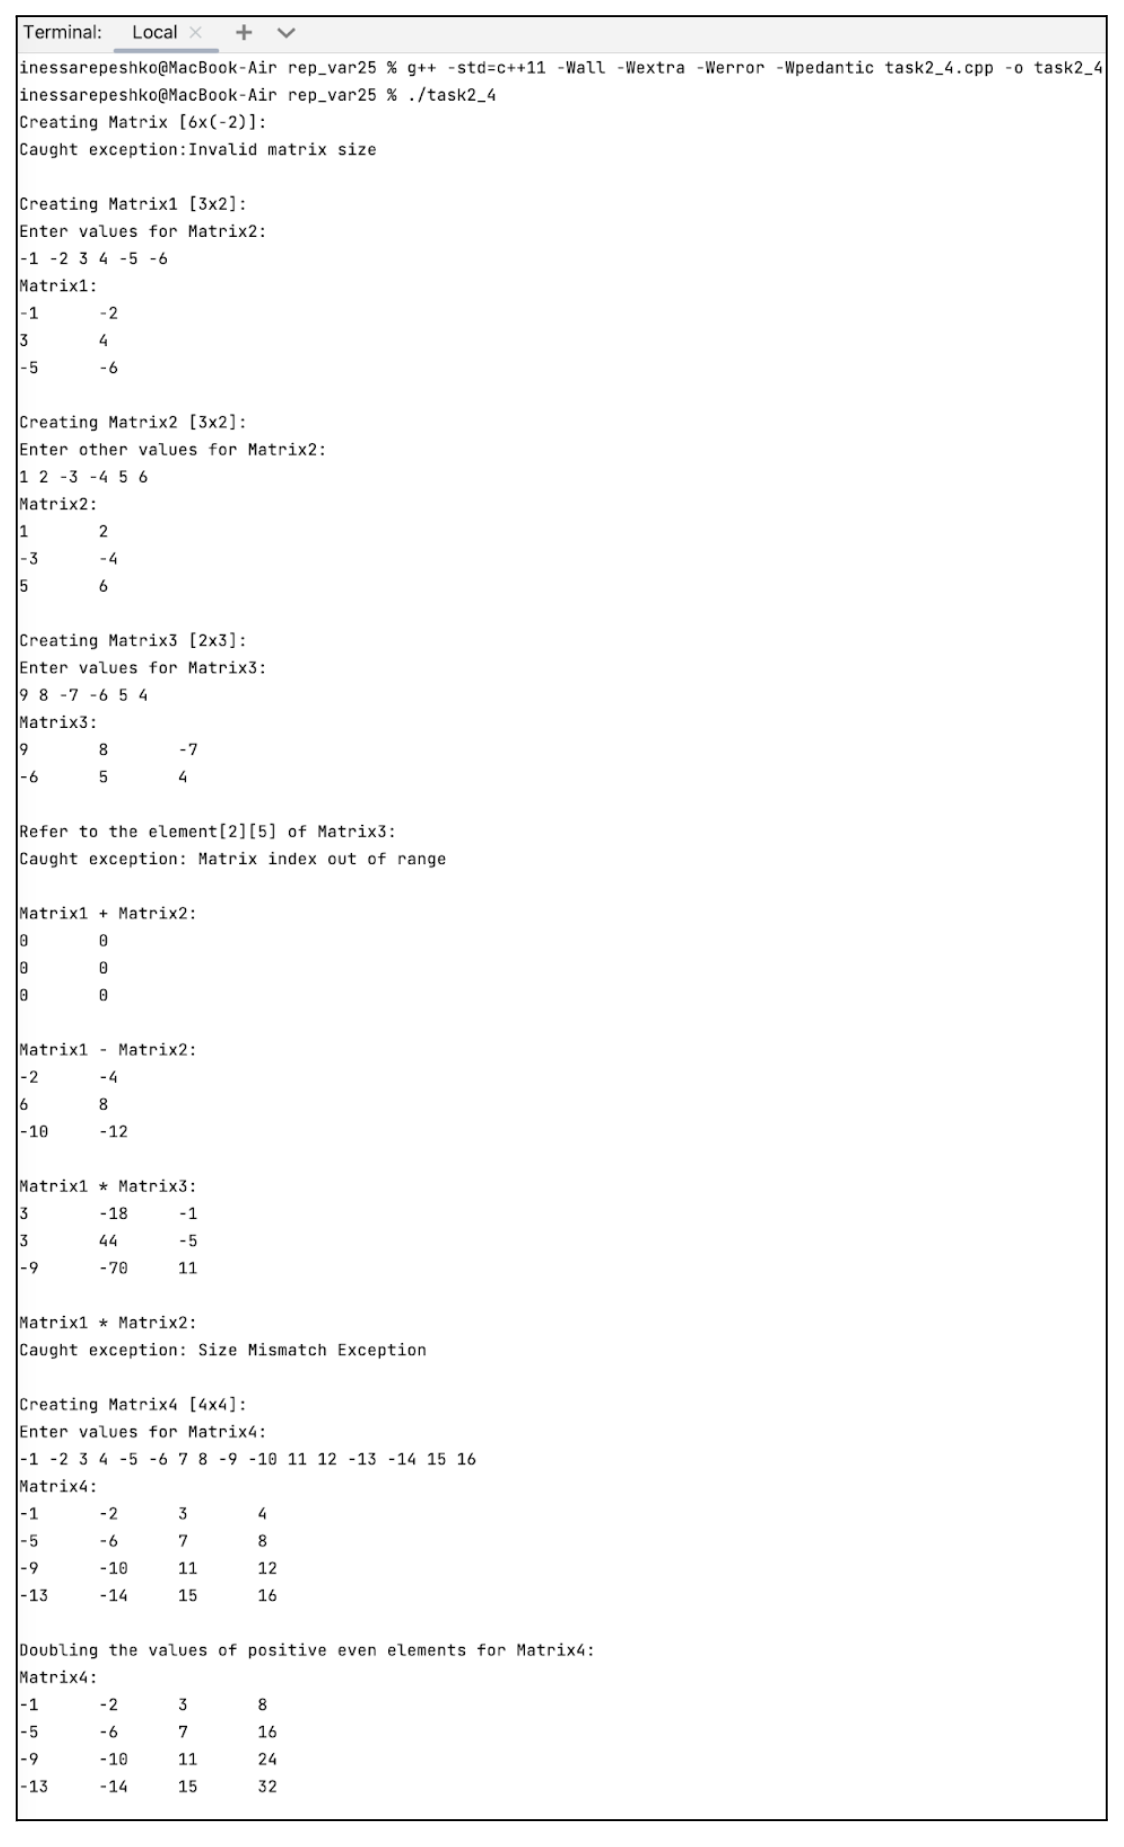 Terminal: Local × +
inessarepeshko@MacBook-Air rep_var25 % g++ -std=c++11 -Wall -Wextra -Werror -Wpedantic task2_4.cpp -o task2_4
inessarepeshko@MacBook-Air rep_var25 % ./task2_4
Creating Matrix [6x(-2)]:
Caught exception:Invalid matrix size
Creating Matrix1 [3x2]:
Enter values for Matrix2:
-1 -2 3 4 -5 -6
Matrix1:
-1 -2
3 4
-5 -6
Creating Matrix2 [3x2]:
Enter other values for Matrix2:
1 2 -3 -4 5 6
Matrix2:
1 2
-3 -4
5 6
Creating Matrix3 [2x3]:
Enter values for Matrix3:
9 8 -7 -6 5 4
Matrix3:
9 8 -7
-6 5 4
Refer to the element[2][5] of Matrix3:
Caught exception: Matrix index out of range
Matrix1 + Matrix2:
0 0
0 0
0 0
Matrix1 - Matrix2:
-2 -4
6 8
-10 -12
Matrix1 * Matrix3:
3 -18 -1
3 44 -5
-9 -70 11
Matrix1 * Matrix2:
Caught exception: Size Mismatch Exception
Creating Matrix4 [4x4]:
Enter values for Matrix4:
-1 -2 3 4 -5 -6 7 8 -9 -10 11 12 -13 -14 15 16
Matrix4:
-1 -2 3 4
-5 -6 7 8
-9 -10 11 12
-13 -14 15 16
Doubling the values of positive even elements for Matrix4:
Matrix4:
-1 -2 3 8
-5 -6 7 16
-9 -10 11 24
-13 -14 15 32